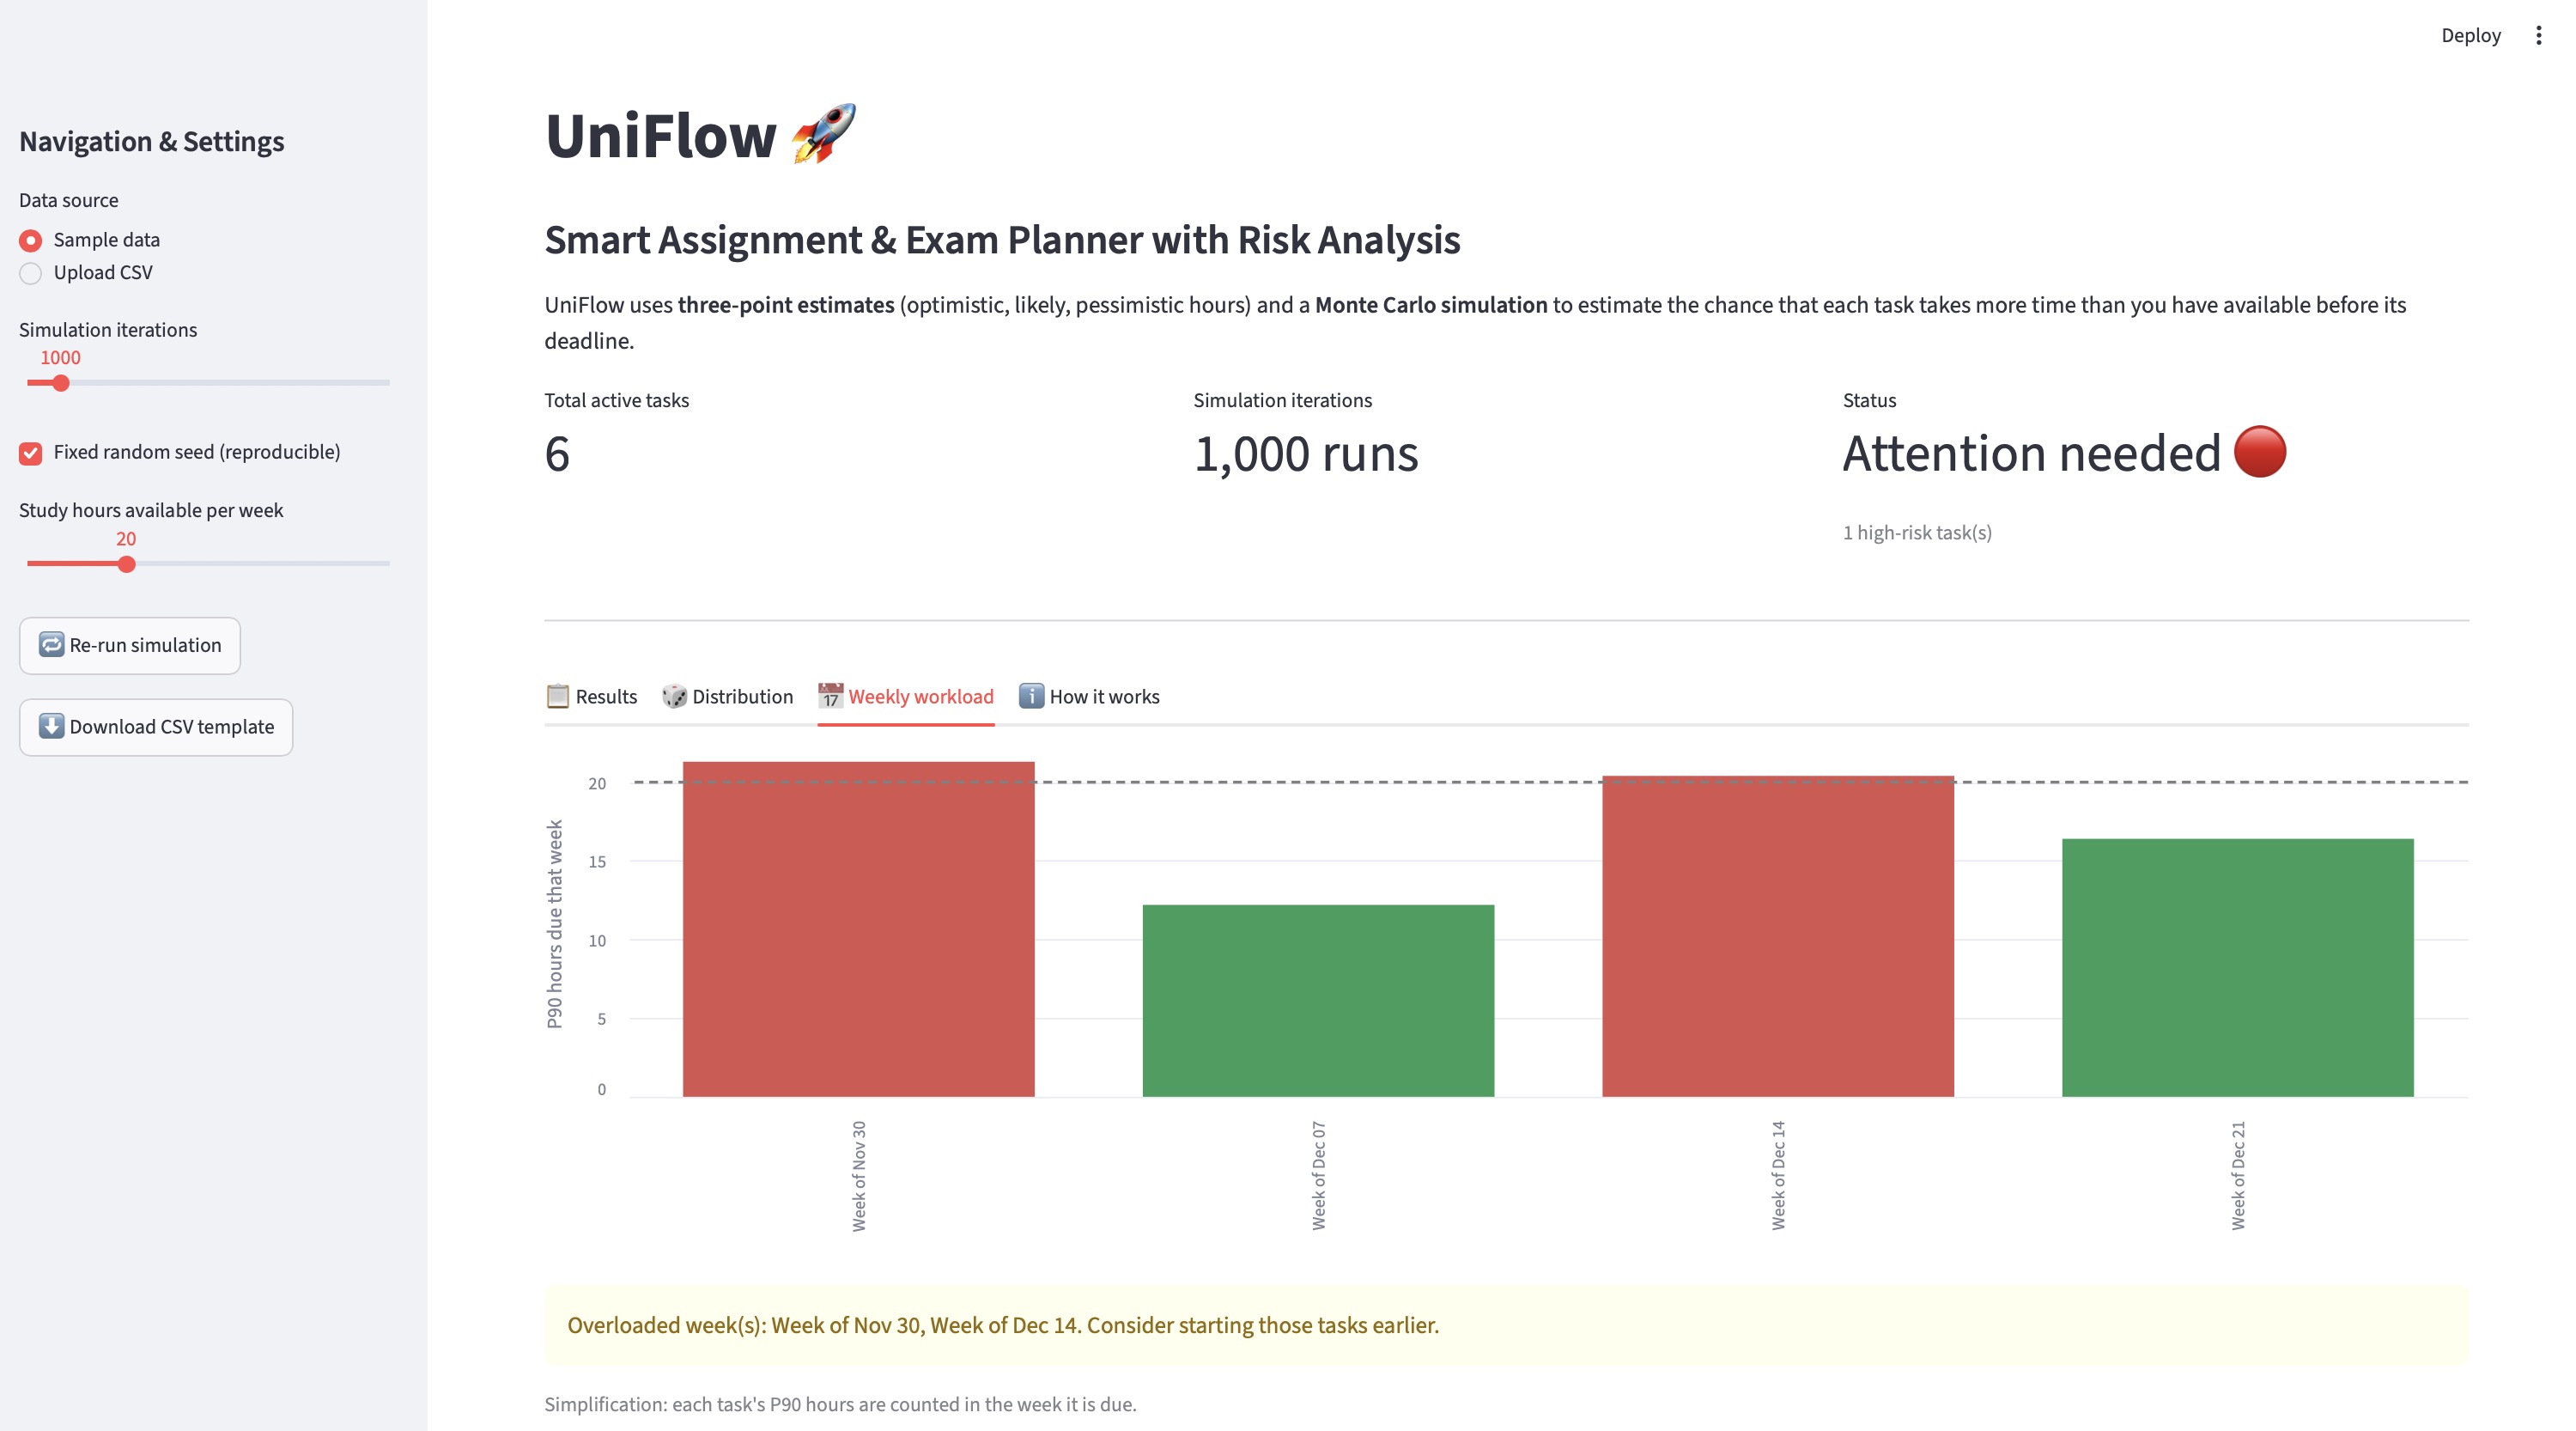 Deploy
Navigation & Settings
Data source
Sample data
Upload CSV
Simulation iterations
1000
Fixed random seed (reproducible)
Study hours available per week
20
Re-run simulation
Download CSV template
UniFlow
Smart Assignment & Exam Planner with Risk Analysis
UniFlow uses three-point estimates (optimistic, likely, pessimistic hours) and a Monte Carlo simulation to estimate the chance that each task takes more time than you have available before its
deadline.
Total active tasks
6
Simulation iterations
1,000 runs
Status
Attention needed
1 high-risk task(s)
Results
Distribution
17
Weekly workload
How it works
P90 hours due that week
20
15
10
5
0
Week of Nov 30
Week of Dec 07
Week of Dec 14
Week of Dec 21
Overloaded week(s): Week of Nov 30, Week of Dec 14. Consider starting those tasks earlier.
Simplification: each task's P90 hours are counted in the week it is due.